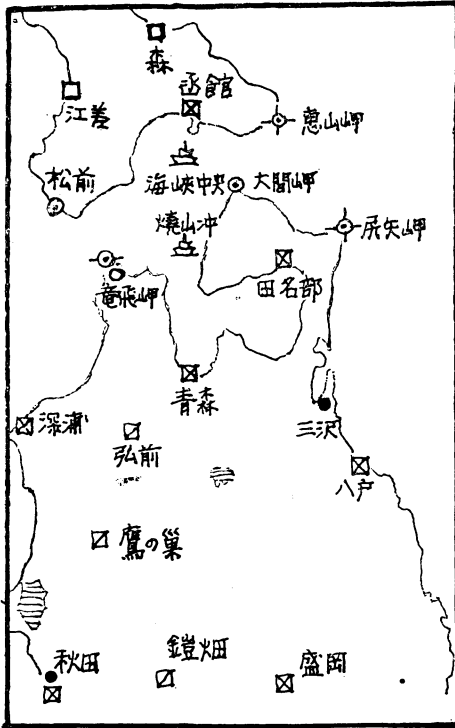 森
函館
江差
恵山岬
松前
海峡中央
大間岬
燒山沖
尻矢岬
田名部
竜飛岬
青森
三沢
深浦
弘前
八戸
鷹の巣
秋田
鎧畑
盛岡